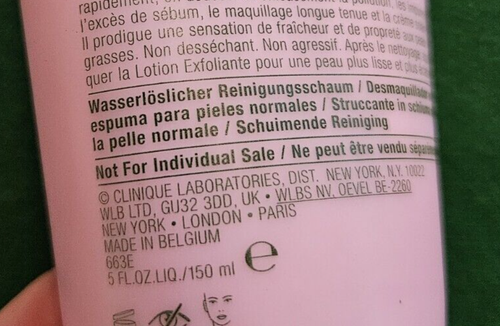 l'excès de sébum, le maquillage longue tenue et la crème
Il prodigue une sensation de fraîcheur et de propreté aux
grasses. Non desséchant. Non agressif. Après le nettoyage,
quer la Lotion Exfoliante pour une peau plus lisse et plus
Wasserlöslicher Reinigungsschaum / Desmaquillador
espuma para pieles normales / Struccante in schiuma
la pelle normale / Schuimende Reiniging
Not For Individual Sale / Ne peut être vendu
© CLINIQUE LABORATORIES, DIST. NEW YORK, N.Y. 10022
WLB LTD, GU32 3DD, UK • WLBS NV. OEVEL BE-2260
NEW YORK • LONDON • PARIS
MADE IN BELGIUM
663E
5 FL.OZ.LIQ./150 ml e